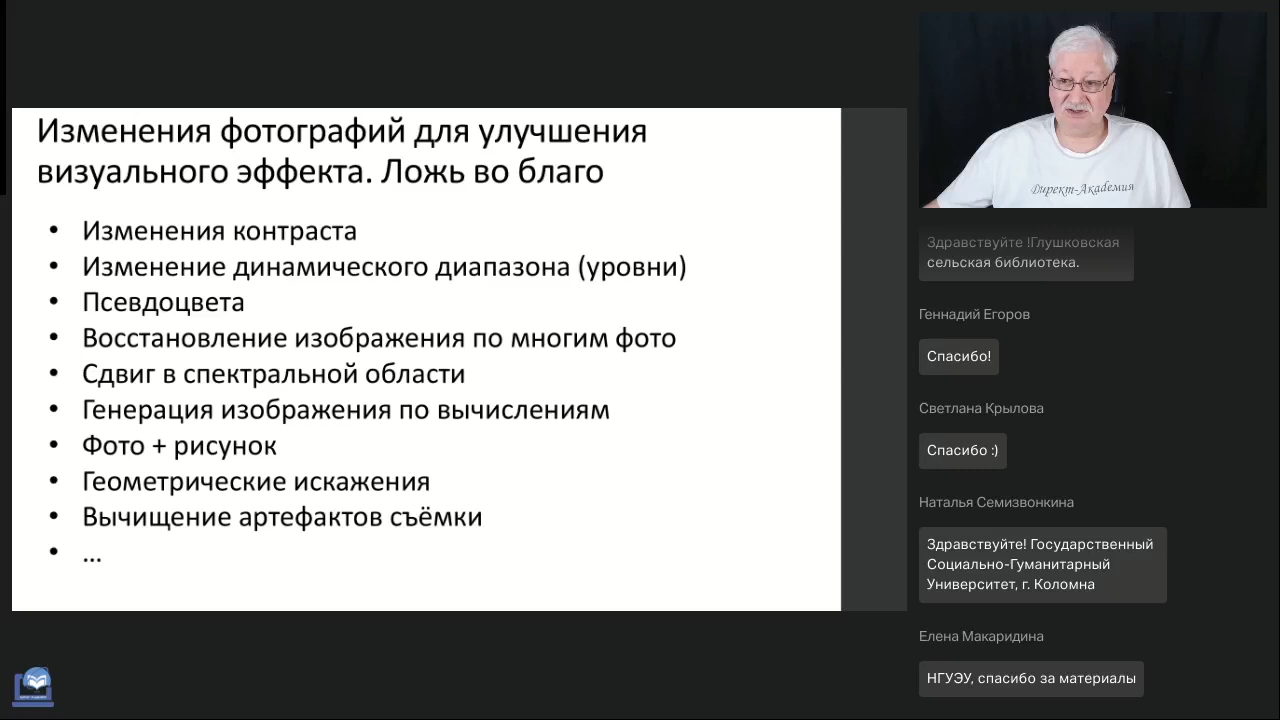 Изменения фотографий для улучшения
визуального эффекта. Ложь во благо
• Изменения контраста
• Изменение динамического диапазона (уровни)
• Псевдоцвета
• Восстановление изображения по многим фото
• Сдвиг в спектральной области
• Генерация изображения по вычислениям
• Фото + рисунок
• Геометрические искажения
• Вычищение артефактов съёмки
• ...
Директ-Академия
Здравствуйте !Глушковская
сельская библиотека.
Геннадий Егоров
Спасибо!
Светлана Крылова
Спасибо :)
Наталья Семизвонкина
Здравствуйте! Государственный
Социально-Гуманитарный
Университет, г. Коломна
Елена Макаридина
НГУЭУ, спасибо за материалы